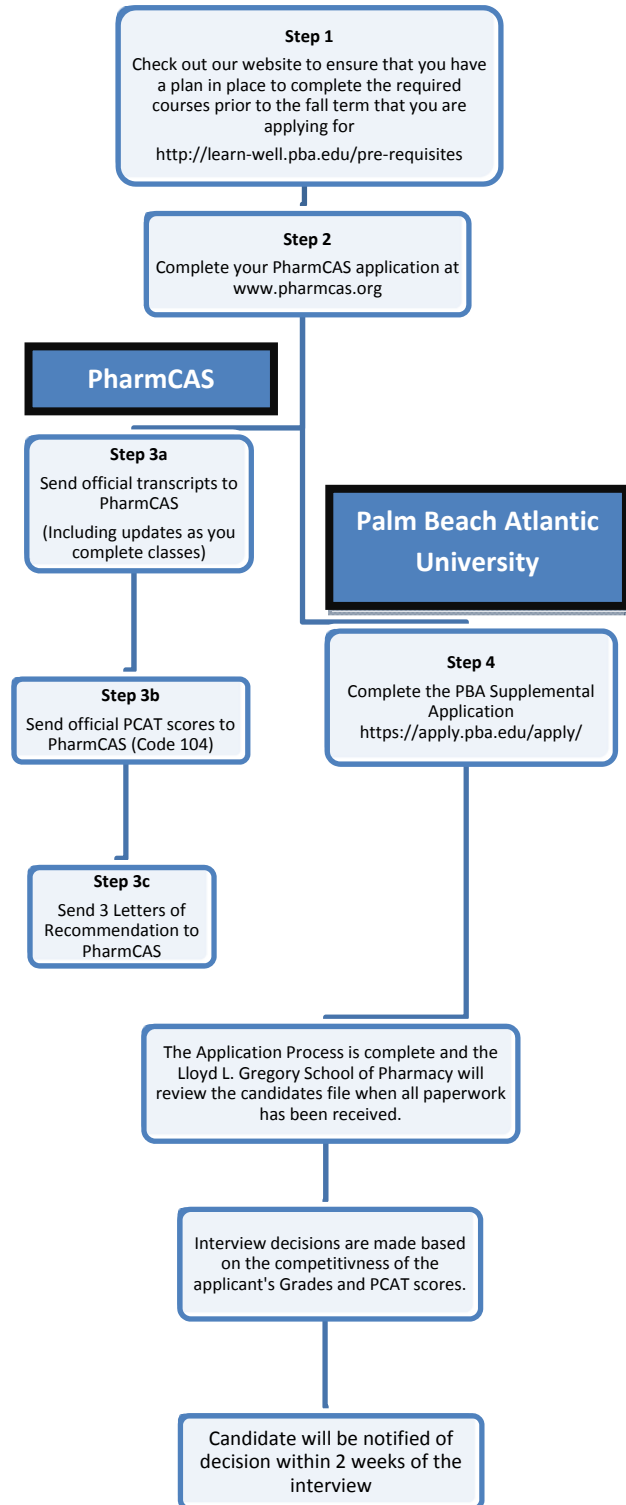 Step 1
Check out our website to ensure that you have
a plan in place to complete the required
courses prior to the fall term that you are
applying for
http://learn-well.pba.edu/pre-requisites
Step 2
Complete your PharmCAS application at
www.pharmcas.org
PharmCAS
Step 3a
Send official transcripts to
PharmCAS
(Including updates as you
complete classes)
Step 3b
Send official PCAT scores to
PharmCAS (Code 104)
Step 3c
Send 3 Letters of
Recommendation to
PharmCAS
Palm Beach Atlantic
University
Step 4
Complete the PBA Supplemental
Application
https://apply.pba.edu/apply/
The Application Process is complete and the
Lloyd L. Gregory School of Pharmacy will
review the candidates file when all paperwork
has been received.
Interview decisions are made based
on the competitivness of the
applicant's Grades and PCAT scores.
Candidate will be notified of
decision within 2 weeks of the
interview